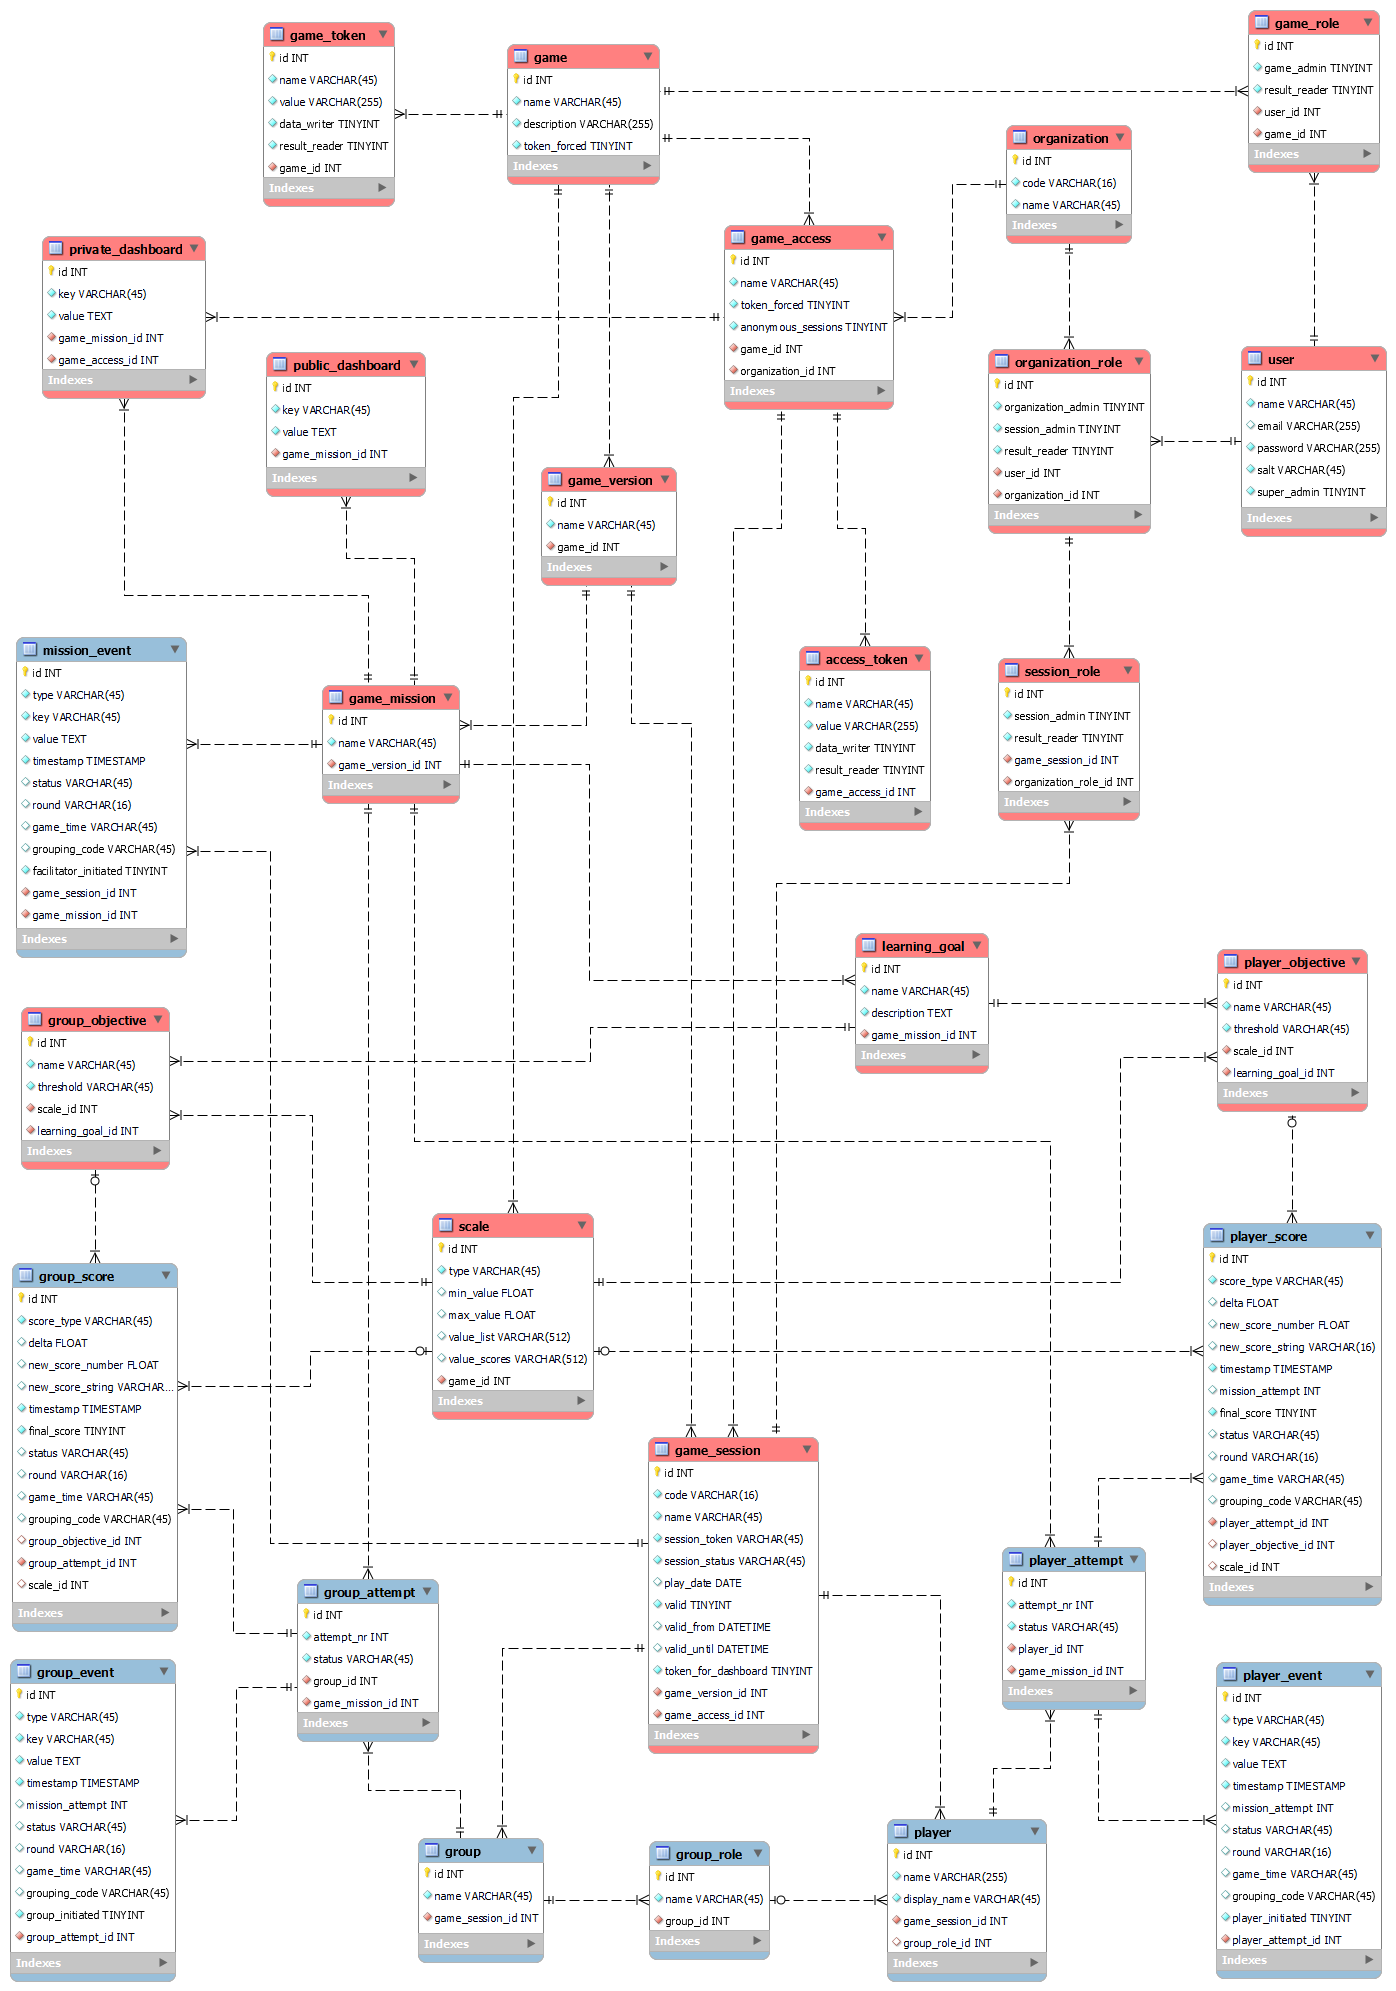 game_token
id INT
name VARCHAR(45)
value VARCHAR(255)
data_writer TINYINT
result_reader TINYINT
game_id INT
Indexes
game
id INT
name VARCHAR(45)
description VARCHAR(255)
token_forced TINYINT
Indexes
game_role
id INT
game_admin TINYINT
result_reader TINYINT
user_id INT
game_id INT
Indexes
organization
id INT
code VARCHAR(16)
name VARCHAR(45)
Indexes
private_dashboard
id INT
key VARCHAR(45)
value TEXT
game_mission_id INT
game_access_id INT
Indexes
game_access
id INT
name VARCHAR(45)
token_forced TINYINT
anonymous_sessions TINYINT
game_id INT
organization_id INT
Indexes
public_dashboard
id INT
key VARCHAR(45)
value TEXT
game_mission_id INT
Indexes
organization_role
id INT
organization_admin TINYINT
session_admin TINYINT
result_reader TINYINT
user_id INT
organization_id INT
Indexes
user
id INT
name VARCHAR(45)
email VARCHAR(255)
password VARCHAR(255)
salt VARCHAR(45)
super_admin TINYINT
Indexes
game_version
id INT
name VARCHAR(45)
game_id INT
Indexes
mission_event
id INT
type VARCHAR(45)
key VARCHAR(45)
value TEXT
timestamp TIMESTAMP
status VARCHAR(45)
round VARCHAR(16)
game_time VARCHAR(45)
grouping_code VARCHAR(45)
facilitator_initiated TINYINT
game_session_id INT
game_mission_id INT
Indexes
game_mission
id INT
name VARCHAR(45)
game_version_id INT
Indexes
access_token
id INT
name VARCHAR(45)
value VARCHAR(255)
data_writer TINYINT
result_reader TINYINT
game_access_id INT
Indexes
session_role
id INT
session_admin TINYINT
result_reader TINYINT
game_session_id INT
organization_role_id INT
Indexes
learning_goal
id INT
name VARCHAR(45)
description TEXT
game_mission_id INT
Indexes
player_objective
id INT
name VARCHAR(45)
threshold VARCHAR(45)
scale_id INT
learning_goal_id INT
Indexes
group_objective
id INT
name VARCHAR(45)
threshold VARCHAR(45)
scale_id INT
learning_goal_id INT
Indexes
scale
id INT
type VARCHAR(45)
min_value FLOAT
max_value FLOAT
value_list VARCHAR(512)
value_scores VARCHAR(512)
game_id INT
Indexes
player_score
id INT
score_type VARCHAR(45)
delta FLOAT
new_score_number FLOAT
new_score_string VARCHAR(16)
timestamp TIMESTAMP
mission_attempt INT
final_score TINYINT
status VARCHAR(45)
round VARCHAR(16)
game_time VARCHAR(45)
grouping_code VARCHAR(45)
player_attempt_id INT
player_objective_id INT
scale_id INT
Indexes
group_score
id INT
score_type VARCHAR(45)
delta FLOAT
new_score_number FLOAT
new_score_string VARCHAR...
timestamp TIMESTAMP
final_score TINYINT
status VARCHAR(45)
round VARCHAR(16)
game_time VARCHAR(45)
grouping_code VARCHAR(45)
group_objective_id INT
group_attempt_id INT
scale_id INT
Indexes
game_session
id INT
code VARCHAR(16)
name VARCHAR(45)
session_token VARCHAR(45)
session_status VARCHAR(45)
play_date DATE
valid TINYINT
valid_from DATETIME
valid_until DATETIME
token_for_dashboard TINYINT
game_version_id INT
game_access_id INT
Indexes
player_attempt
id INT
attempt_nr INT
status VARCHAR(45)
player_id INT
game_mission_id INT
Indexes
group_attempt
id INT
attempt_nr INT
status VARCHAR(45)
group_id INT
game_mission_id INT
Indexes
group_event
id INT
type VARCHAR(45)
key VARCHAR(45)
value TEXT
timestamp TIMESTAMP
mission_attempt INT
status VARCHAR(45)
round VARCHAR(16)
game_time VARCHAR(45)
grouping_code VARCHAR(45)
group_initiated TINYINT
group_attempt_id INT
Indexes
player_event
id INT
type VARCHAR(45)
key VARCHAR(45)
value TEXT
timestamp TIMESTAMP
mission_attempt INT
status VARCHAR(45)
round VARCHAR(16)
game_time VARCHAR(45)
grouping_code VARCHAR(45)
player_initiated TINYINT
player_attempt_id INT
Indexes
group
id INT
name VARCHAR(45)
game_session_id INT
Indexes
group_role
id INT
name VARCHAR(45)
group_id INT
Indexes
player
id INT
name VARCHAR(255)
display_name VARCHAR(45)
game_session_id INT
group_role_id INT
Indexes